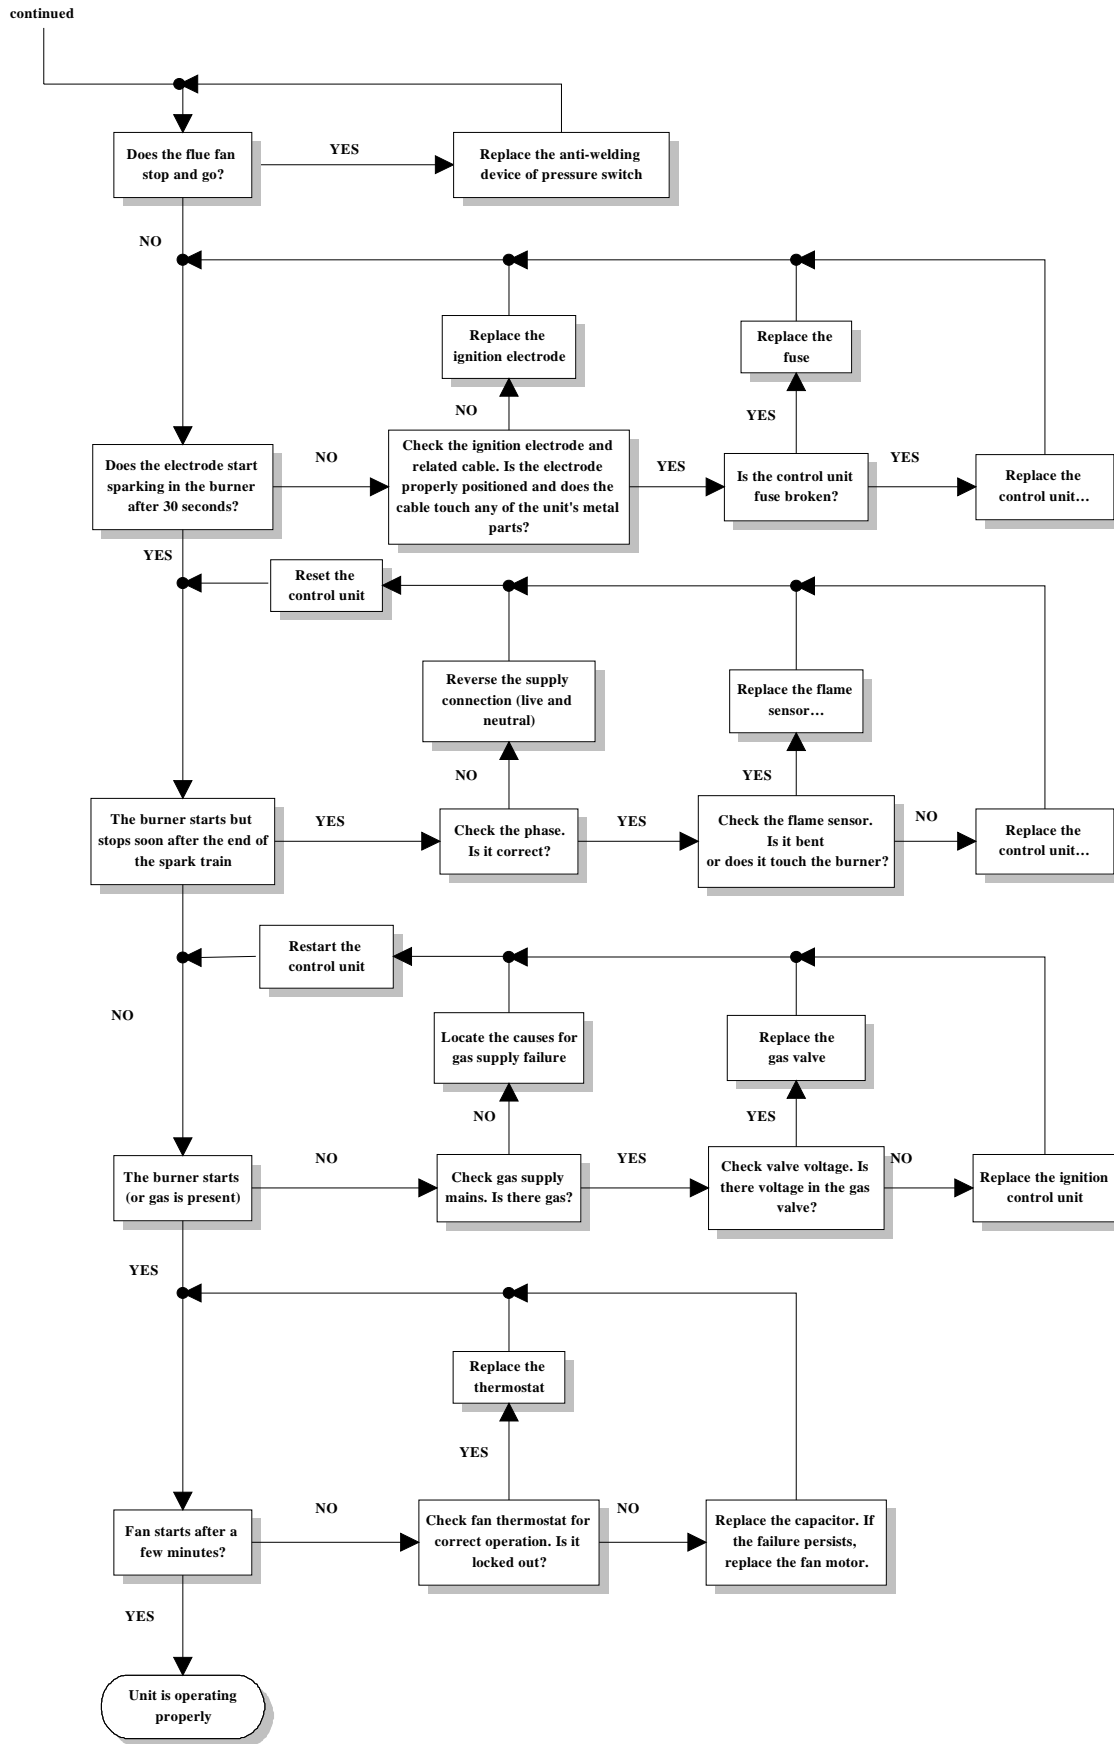 continued
Does the flue fan
stop and go?
YES
Replace the anti-welding
device of pressure switch
NO
Replace the
ignition electrode
Replace the
fuse
NO
YES
Does the electrode start
sparking in the burner
after 30 seconds?
NO
Check the ignition electrode and
related cable. Is the electrode
properly positioned and does the
cable touch any of the unit's metal
parts?
YES
Is the control unit
fuse broken?
YES
Replace the
control unit…
YES
Reset the
control unit
Reverse the supply
connection (live and
neutral)
Replace the flame
sensor…
NO
YES
The burner starts but
stops soon after the end of
the spark train
YES
Check the phase.
Is it correct?
YES
Check the flame sensor.
Is it bent
or does it touch the burner?
NO
Replace the
control unit…
Restart the
control unit
NO
Locate the causes for
gas supply failure
Replace the
gas valve
NO
YES
The burner starts
(or gas is present)
NO
Check gas supply
mains. Is there gas?
YES
Check valve voltage. Is
there voltage in the gas
valve?
NO
Replace the ignition
control unit
YES
Replace the
thermostat
YES
Fan starts after a
few minutes?
NO
Check fan thermostat for
correct operation. Is it
locked out?
NO
Replace the capacitor. If
the failure persists,
replace the fan motor.
YES
Unit is operating
properly